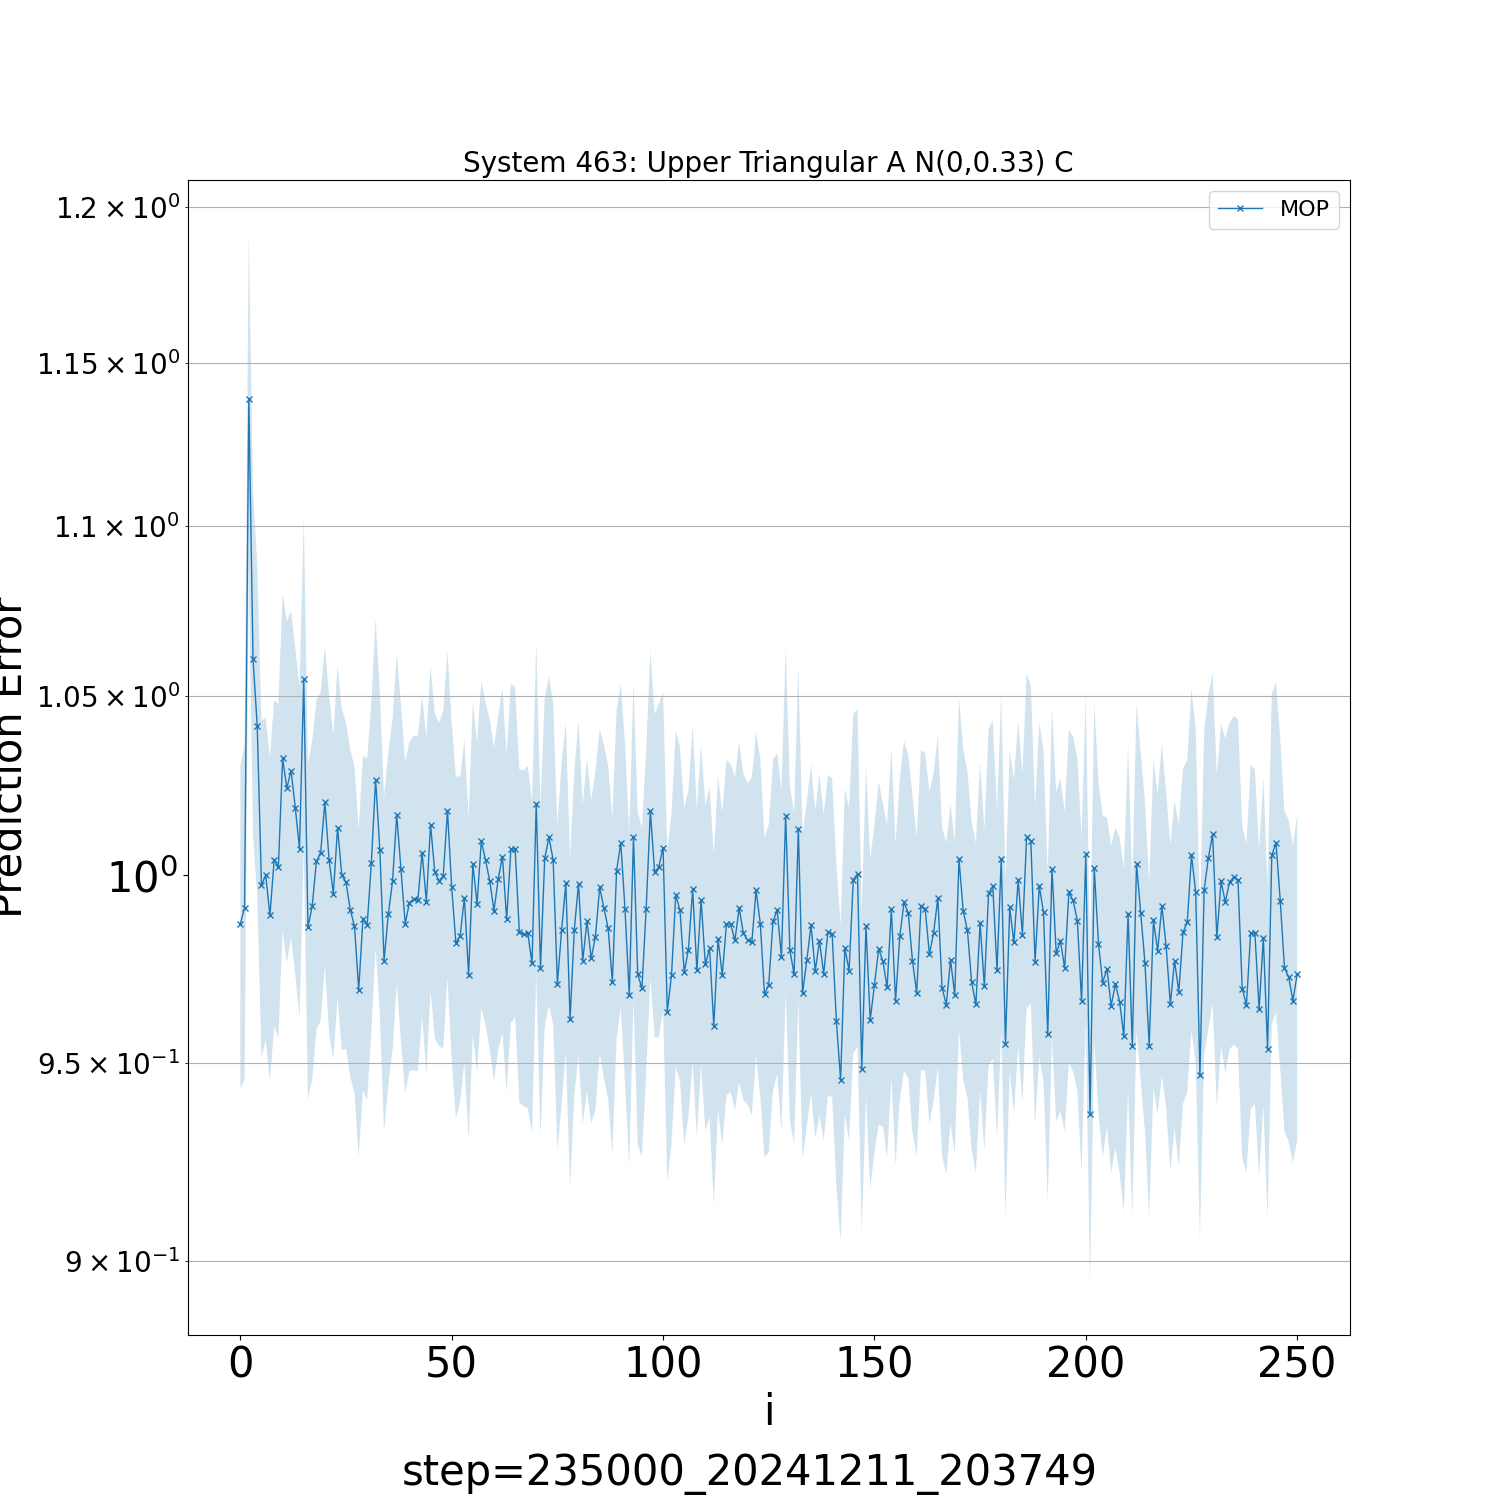 System 463: Upper Triangular A N(0,0.33) C
MOP
1.2 × 10⁰
1.15 × 10⁰
1.1 × 10⁰
1.05 × 10⁰
10⁰
9.5 × 10⁻¹
9 × 10⁻¹
Prediction Error
0 50 100 150 200 250
i
step=235000_20241211_203749